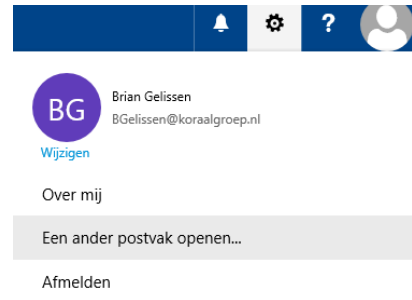 ?
BG
Brian Gelissen
BGelissen@koraalgroep.nl
Wijzigen
Over mij
Een ander postvak openen...
Afmelden